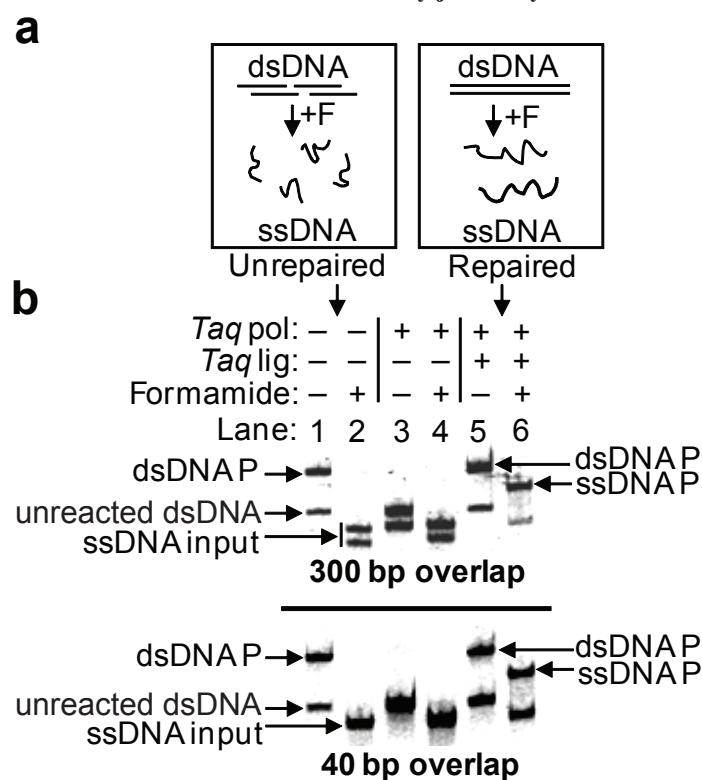 a
dsDNA dsDNA
+F +F
ssDNA ssDNA
Unrepaired Repaired
b
Taq pol: – – + + + +
Taq lig: – – – – + +
Formamide: – + – + – +
Lane: 1 2 3 4 5 6
dsDNA P dsDNA P
ssDNA P
unreacted dsDNA
ssDNA input
300 bp overlap
dsDNA P dsDNA P
ssDNA P
unreacted dsDNA
ssDNA input
40 bp overlap